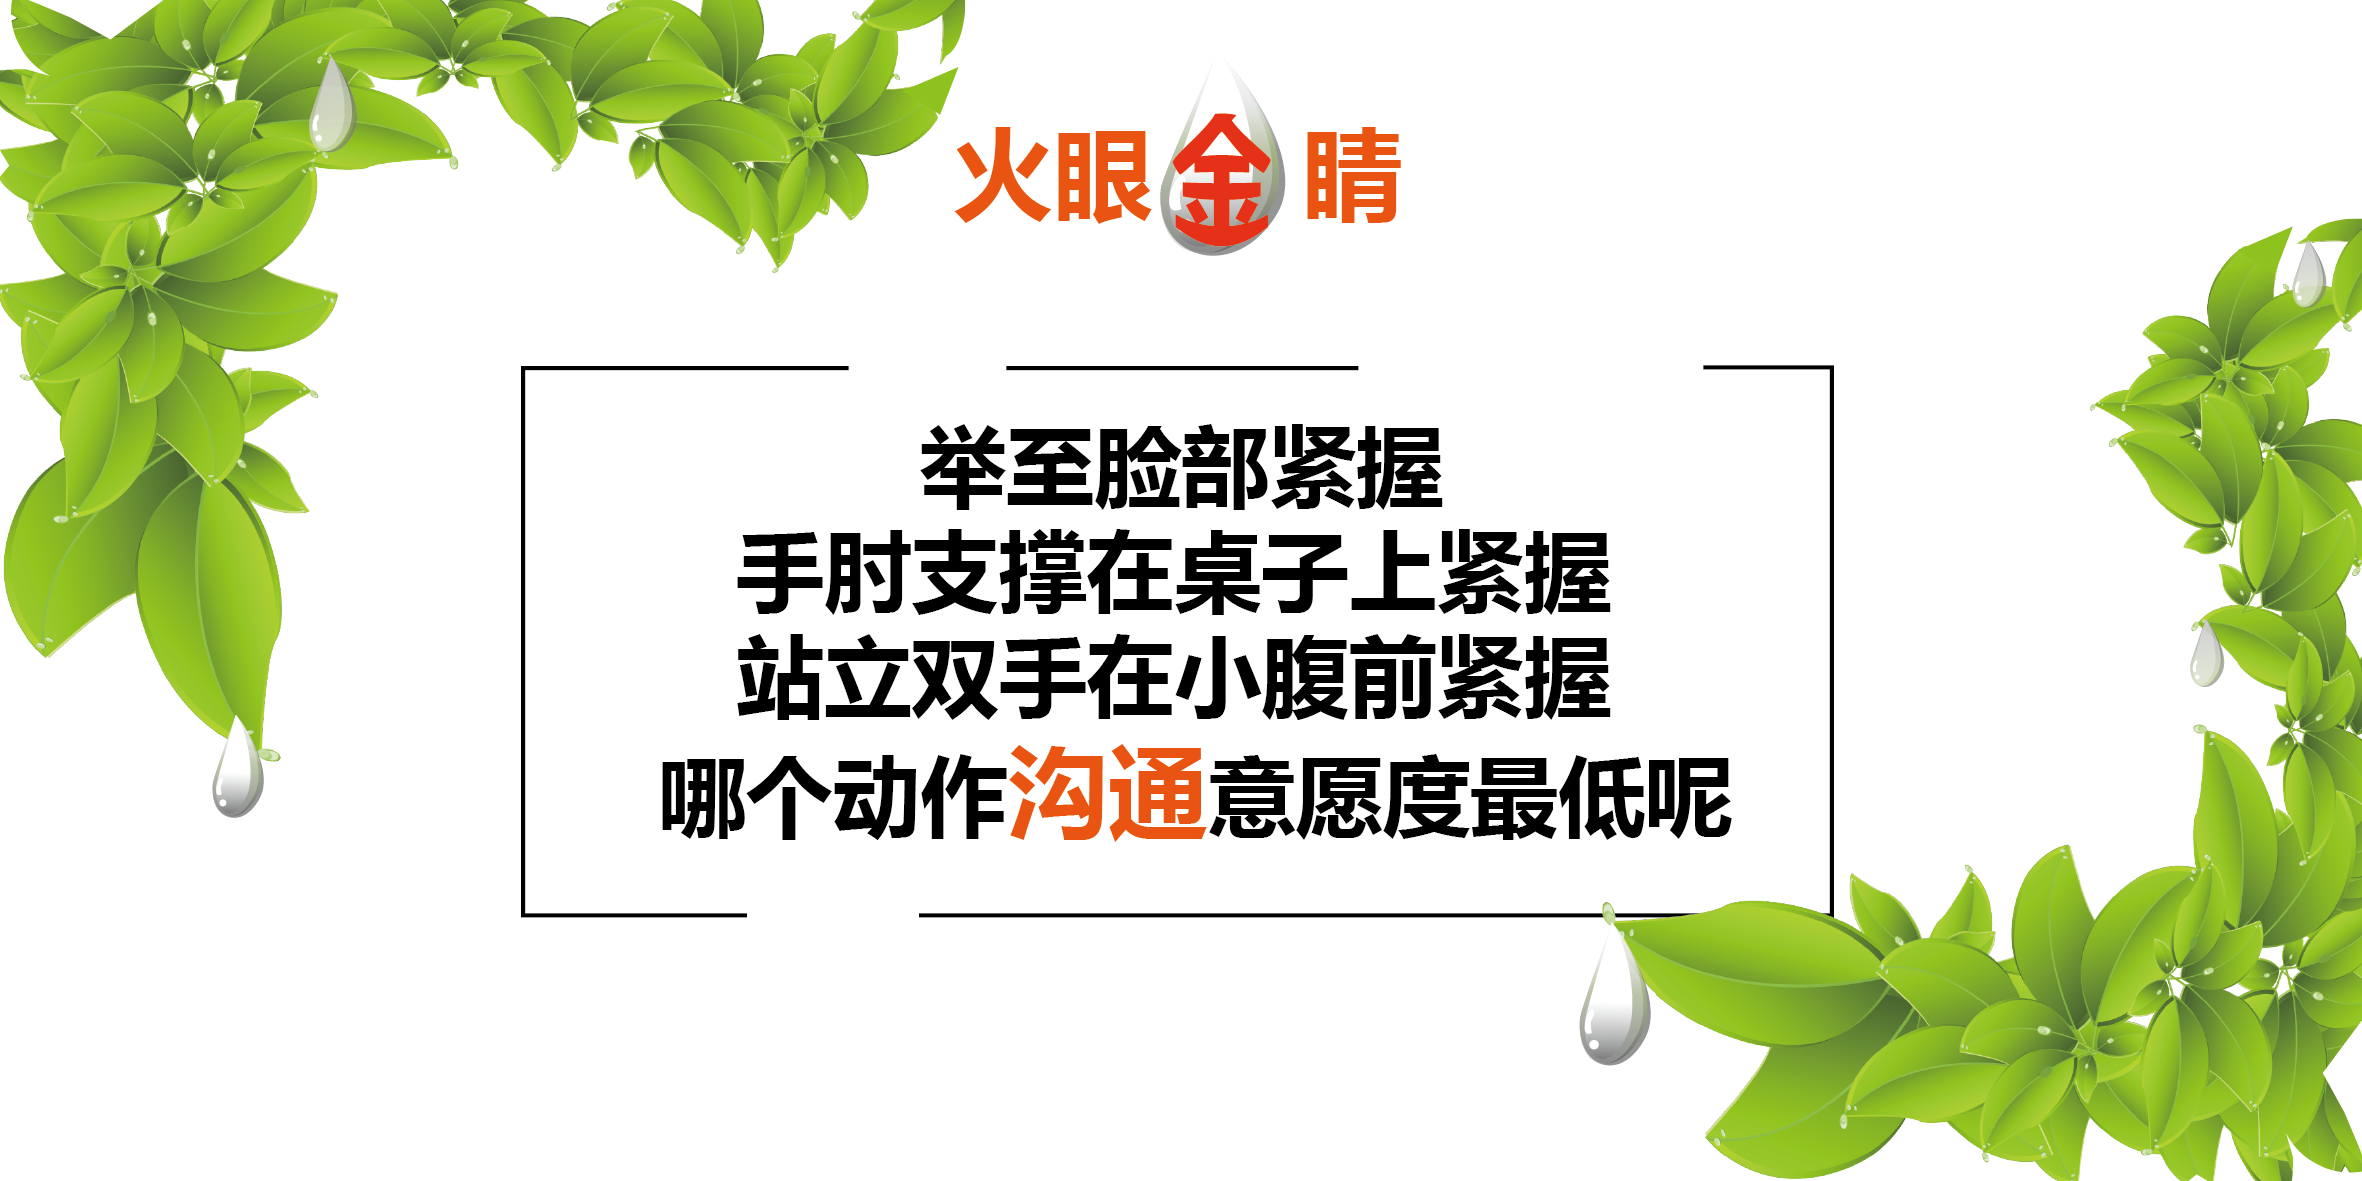 火眼金睛
举至脸部紧握
手肘支撑在桌子上紧握
站立双手在小腹前紧握
哪个动作沟通意愿度最低呢